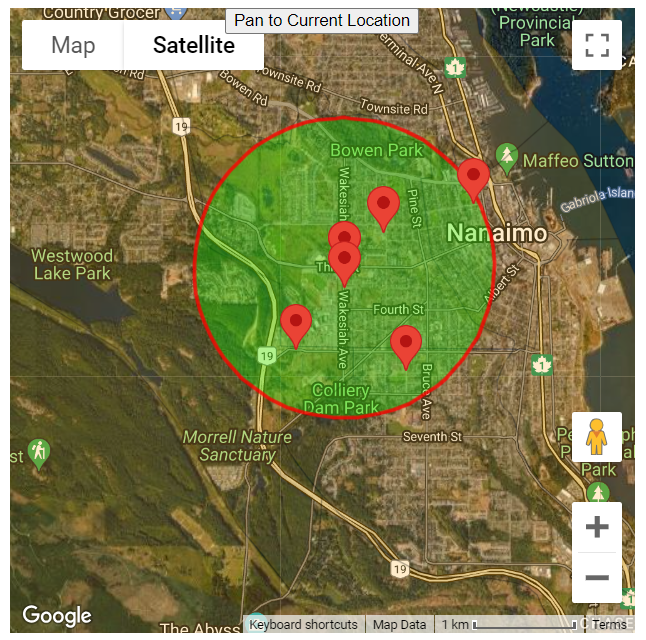 Country Grocer
Pan to Current Location
(Newcastle
Provincial
Park
Map
Satellite
Terminal Ave N
1
Bowen Rd
Townsite Rd
Townsite Rd
19
Bowen Park
Maffeo Sutton
Wakesiah
Pine St
Gabriola Islan
Nanaimo
Westwood
Lake Park
Albert St
Fourth St
Wakesiah Ave
19
1
Bruce Ave
Colliery
Dam Park
Morrell Nature
Sanctuary
Seventh St
st
Park
19
1
Google
The Abyss
Keyboard shortcuts
Map Data
1 km
Terms